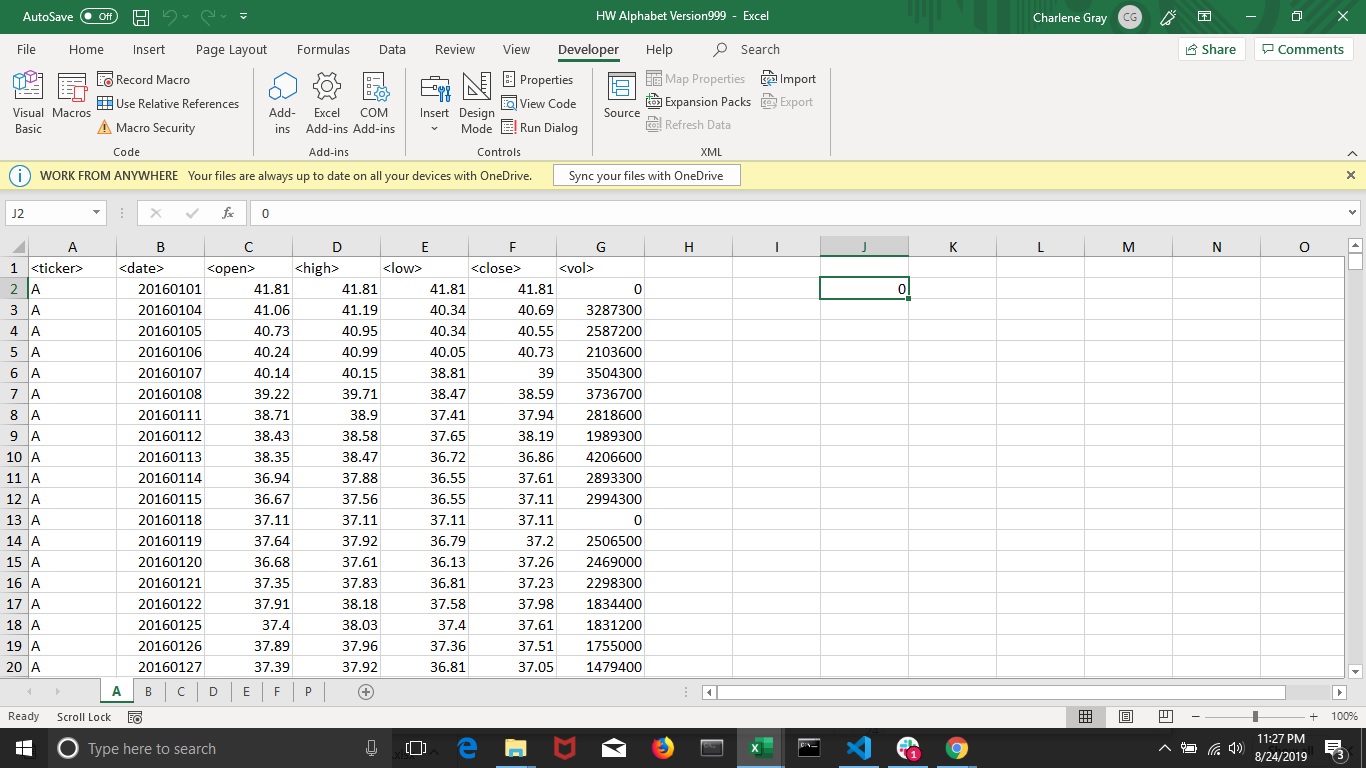 AutoSave Off HW Alphabet Version999 - Excel Charlene Gray CG
File Home Insert Page Layout Formulas Data Review View Developer Help Search Share Comments
Visual Basic
Macros
Record Macro
Use Relative References
Macro Security
Code
Add-ins
Excel Add-ins
COM Add-ins
Add-ins
Insert
Design Mode
Properties
View Code
Run Dialog
Controls
Source
Map Properties
Expansion Packs
Refresh Data
Import
Export
XML
WORK FROM ANYWHERE Your files are always up to date on all your devices with OneDrive. Sync your files with OneDrive
J2 fx 0
A B C D E F G H I J K L M N O
1 <ticker> <date> <open> <high> <low> <close> <vol>
2 A 20160101 41.81 41.81 41.81 41.81 0 0
3 A 20160104 41.06 41.19 40.34 40.69 3287300
4 A 20160105 40.73 40.95 40.34 40.55 2587200
5 A 20160106 40.24 40.99 40.05 40.73 2103600
6 A 20160107 40.14 40.15 38.81 39 3504300
7 A 20160108 39.22 39.71 38.47 38.59 3736700
8 A 20160111 38.71 38.9 37.41 37.94 2818600
9 A 20160112 38.43 38.58 37.65 38.19 1989300
10 A 20160113 38.35 38.47 36.72 36.86 4206600
11 A 20160114 36.94 37.88 36.55 37.61 2893300
12 A 20160115 36.67 37.56 36.55 37.11 2994300
13 A 20160118 37.11 37.11 37.11 37.11 0
14 A 20160119 37.64 37.92 36.79 37.2 2506500
15 A 20160120 36.68 37.61 36.13 37.26 2469000
16 A 20160121 37.35 37.83 36.81 37.23 2298300
17 A 20160122 37.91 38.18 37.58 37.98 1834400
18 A 20160125 37.4 38.03 37.4 37.61 1831200
19 A 20160126 37.89 37.96 37.36 37.51 1755000
20 A 20160127 37.39 37.92 36.81 37.05 1479400
A B C D E F P
Ready Scroll Lock 100%
Type here to search
.xlsx
1
11:27 PM
8/24/2019
3